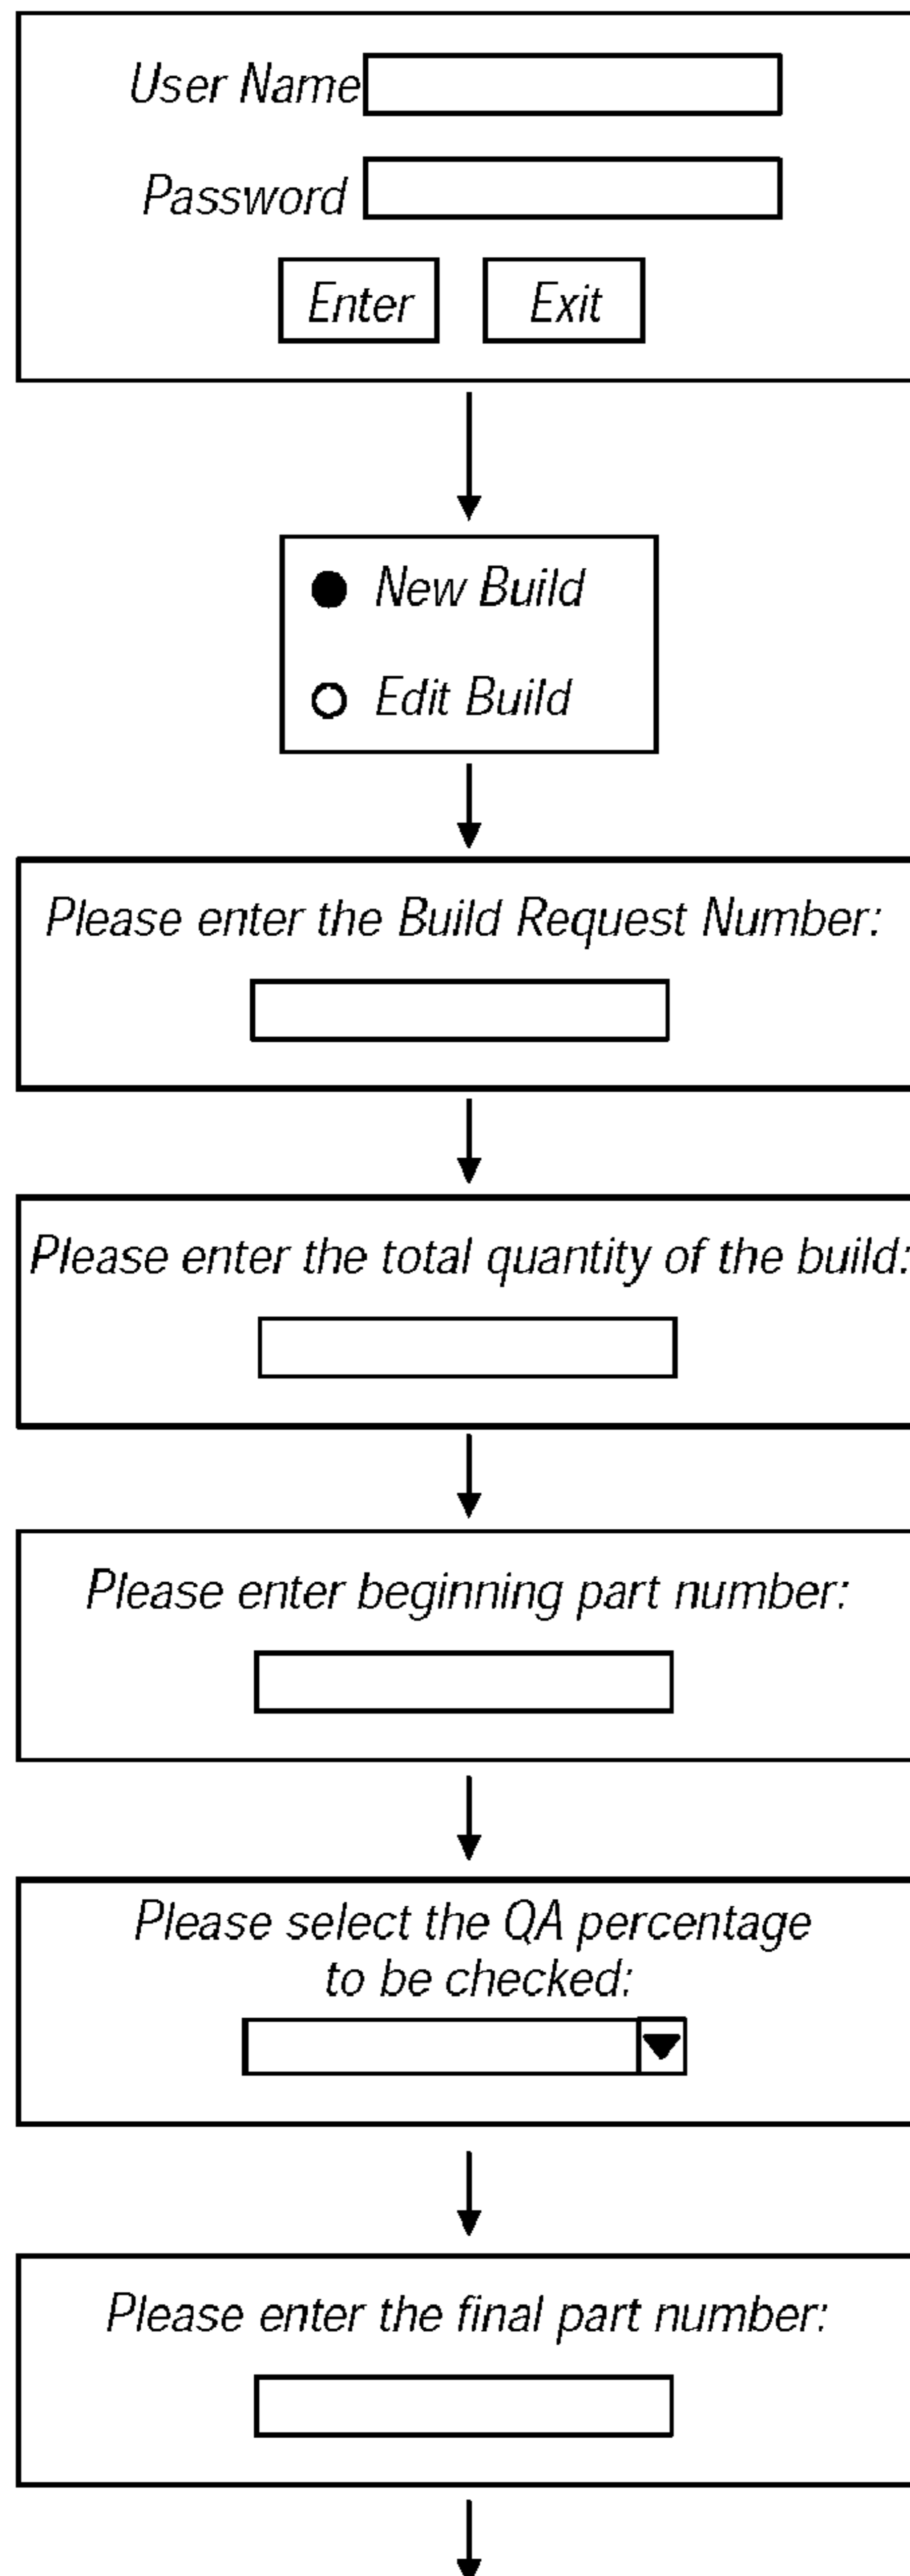 User Name
Password
Enter Exit
New Build
Edit Build
Please enter the Build Request Number:
Please enter the total quantity of the build:
Please enter beginning part number:
Please select the QA percentage
to be checked:
Please enter the final part number: